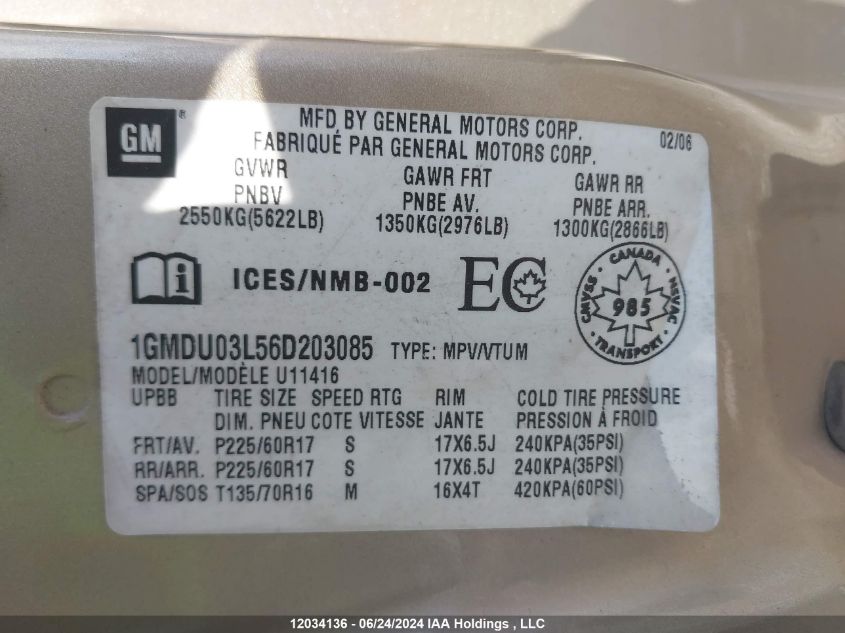 GM®
MFD BY GENERAL MOTORS CORP. 02/06
FABRIQUÉ PAR GENERAL MOTORS CORP.
GVWR GAWR FRT GAWR RR
PNBV PNBE AV. PNBE ARR.
2550KG(5622LB) 1350KG(2976LB) 1300KG(2866LB)
i ICES/NMB-002 EC
CANADA
CMVSS 985 NSVAC
TRANSPORT
1GMDU03L56D203085 TYPE: MPV/VTUM
MODEL/MODÈLE U11416
UPBB TIRE SIZE SPEED RTG RIM COLD TIRE PRESSURE
DIM. PNEU COTE VITESSE JANTE PRESSION À FROID
FRT/AV. P225/60R17 S 17X6.5J 240KPA(35PSI)
RR/ARR. P225/60R17 S 17X6.5J 240KPA(35PSI)
SPA/SOS T135/70R16 M 16X4T 420KPA(60PSI)
12034136 - 06/24/2024 IAA Holdings , LLC